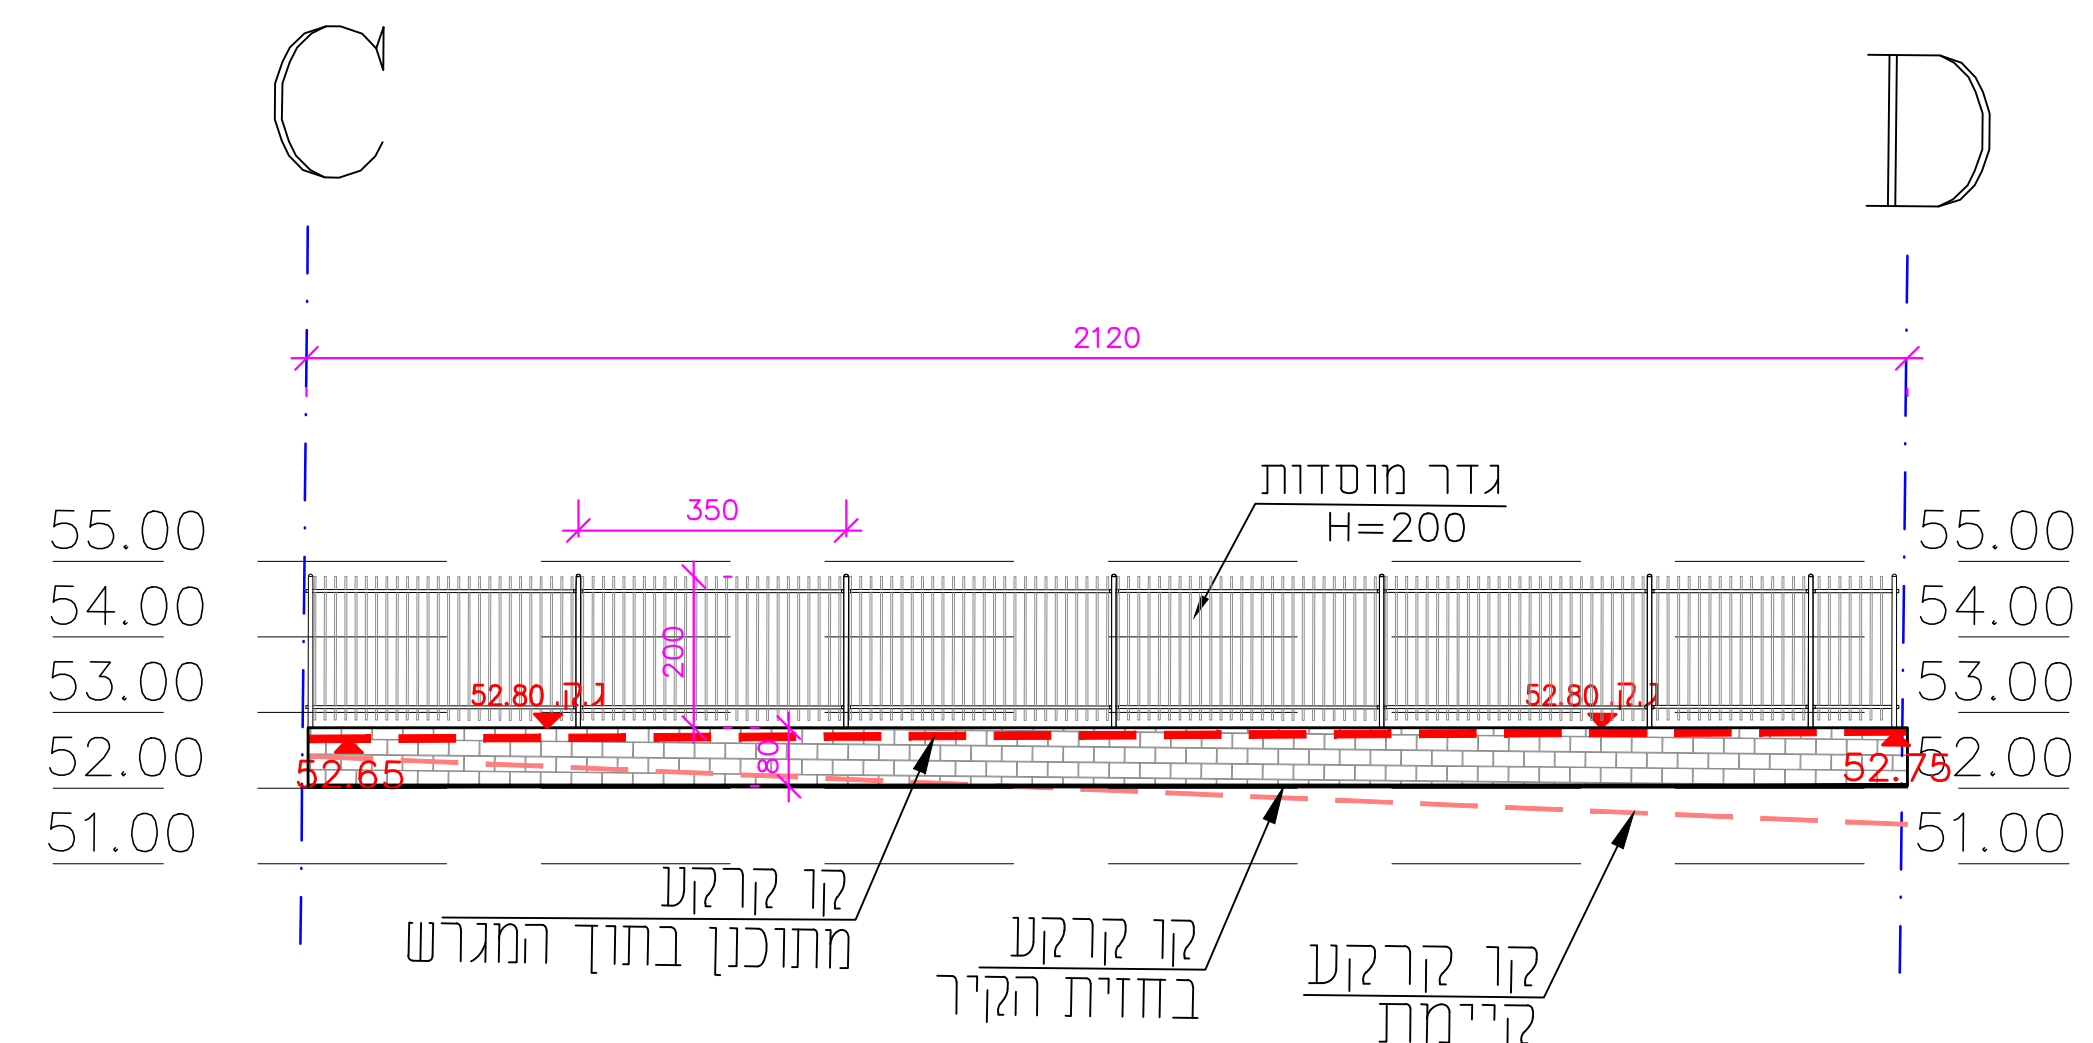 C
D
2120
350
גדר מוסדות
H=200
55.00
55.00
54.00
54.00
200
53.00
53.00
ג.ק. 52.80
ג.ק. 52.80
52.00
52.00
80
52.65
52.75
51.00
51.00
קו קרקע
מתוכנן בתוך המגרש
קו קרקע
בחזית הקיר
קו קרקע
קיימת